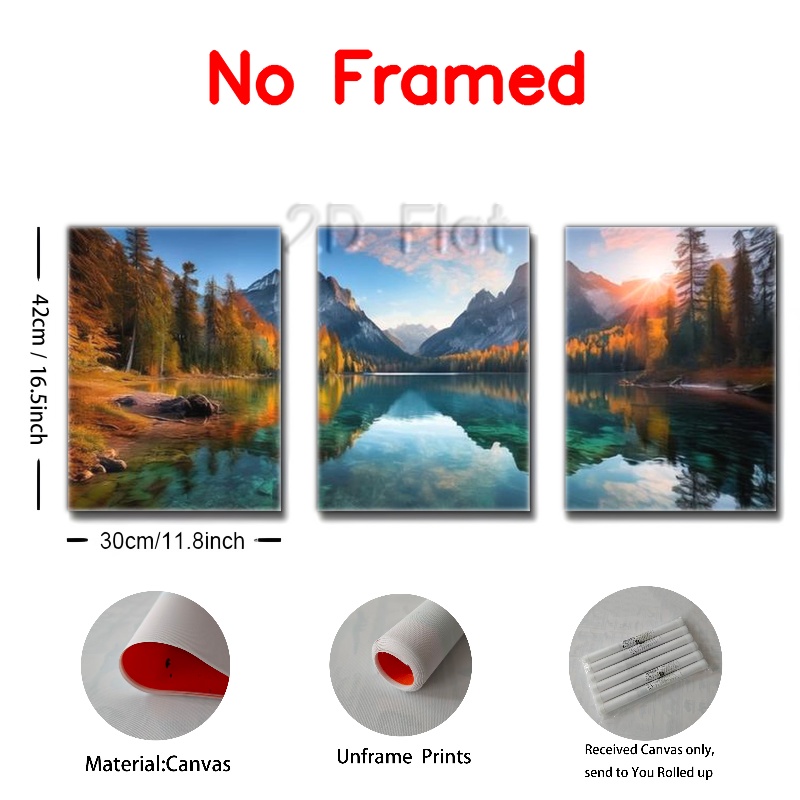 No Framed
2D Flat
42cm / 16.5inch
30cm/11.8inch
Material:Canvas
Unframe Prints
Received Canvas only,
send to You Rolled up